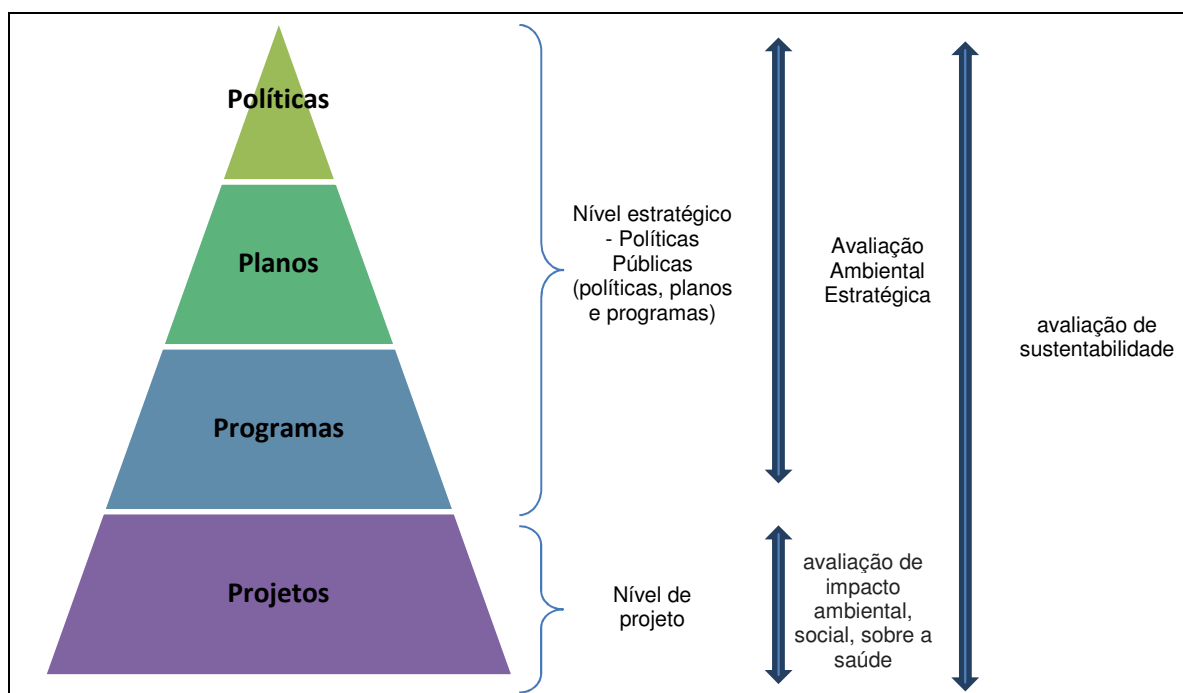 Políticas
Planos
Programas
Projetos
Nível estratégico
- Políticas
Públicas
(políticas, planos
e programas)
Nível de
projeto
Avaliação
Ambiental
Estratégica
avaliação de
impacto
ambiental,
social, sobre a
saúde
avaliação de
sustentabilidade